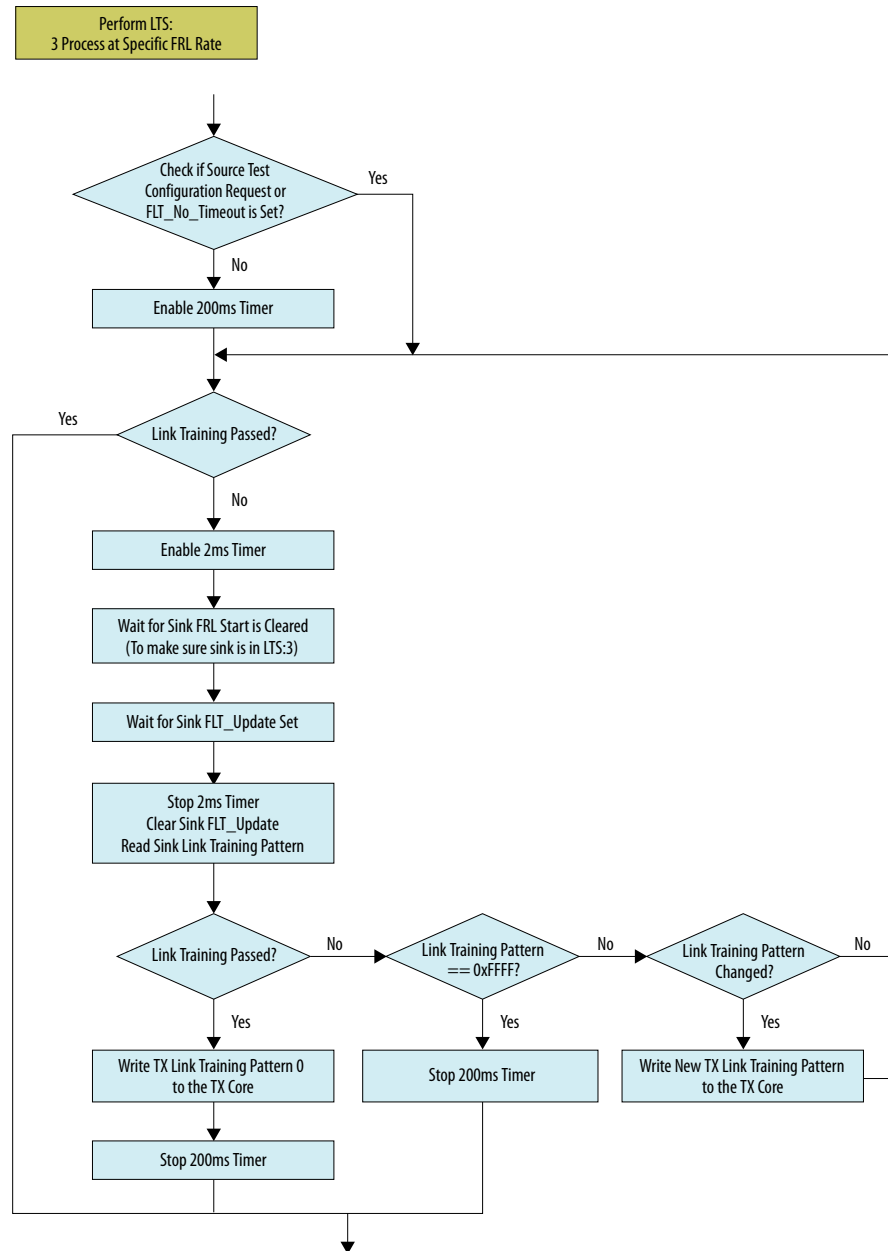 Perform LTS:
3 Process at Specific FRL Rate
Check if Source Test
Configuration Request or
FLT_No_Timeout is Set?
Yes
No
Enable 200ms Timer
Yes
Link Training Passed?
No
Enable 2ms Timer
Wait for Sink FRL Start is Cleared
(To make sure sink is in LTS:3)
Wait for Sink FLT_Update Set
Stop 2ms Timer
Clear Sink FLT_Update
Read Sink Link Training Pattern
Link Training Passed?
No
Link Training Pattern
== 0xFFFF?
No
Link Training Pattern
Changed?
No
Yes
Yes
Yes
Write TX Link Training Pattern 0
to the TX Core
Stop 200ms Timer
Write New TX Link Training Pattern
to the TX Core
Stop 200ms Timer